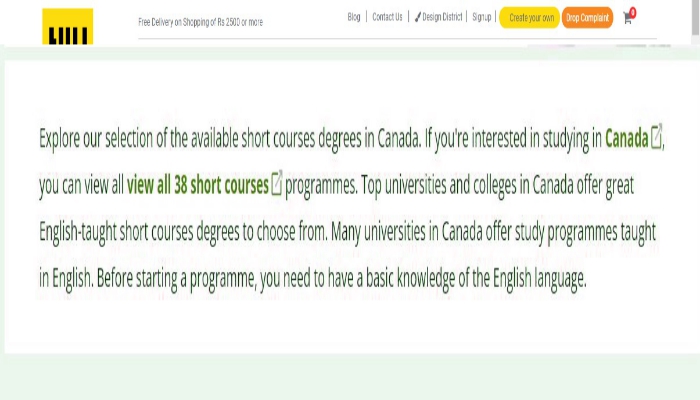 Free Delivery on Shopping of Rs 2500 or more
Blog | Contact Us | Design District | Signup | Create your own Drop Complaint 0
Explore our selection of the available short courses degrees in Canada. If you're interested in studying in Canada,
you can view all view all 38 short courses programmes. Top universities and colleges in Canada offer great
English-taught short courses degrees to choose from. Many universities in Canada offer study programmes taught
in English. Before starting a programme, you need to have a basic knowledge of the English language.